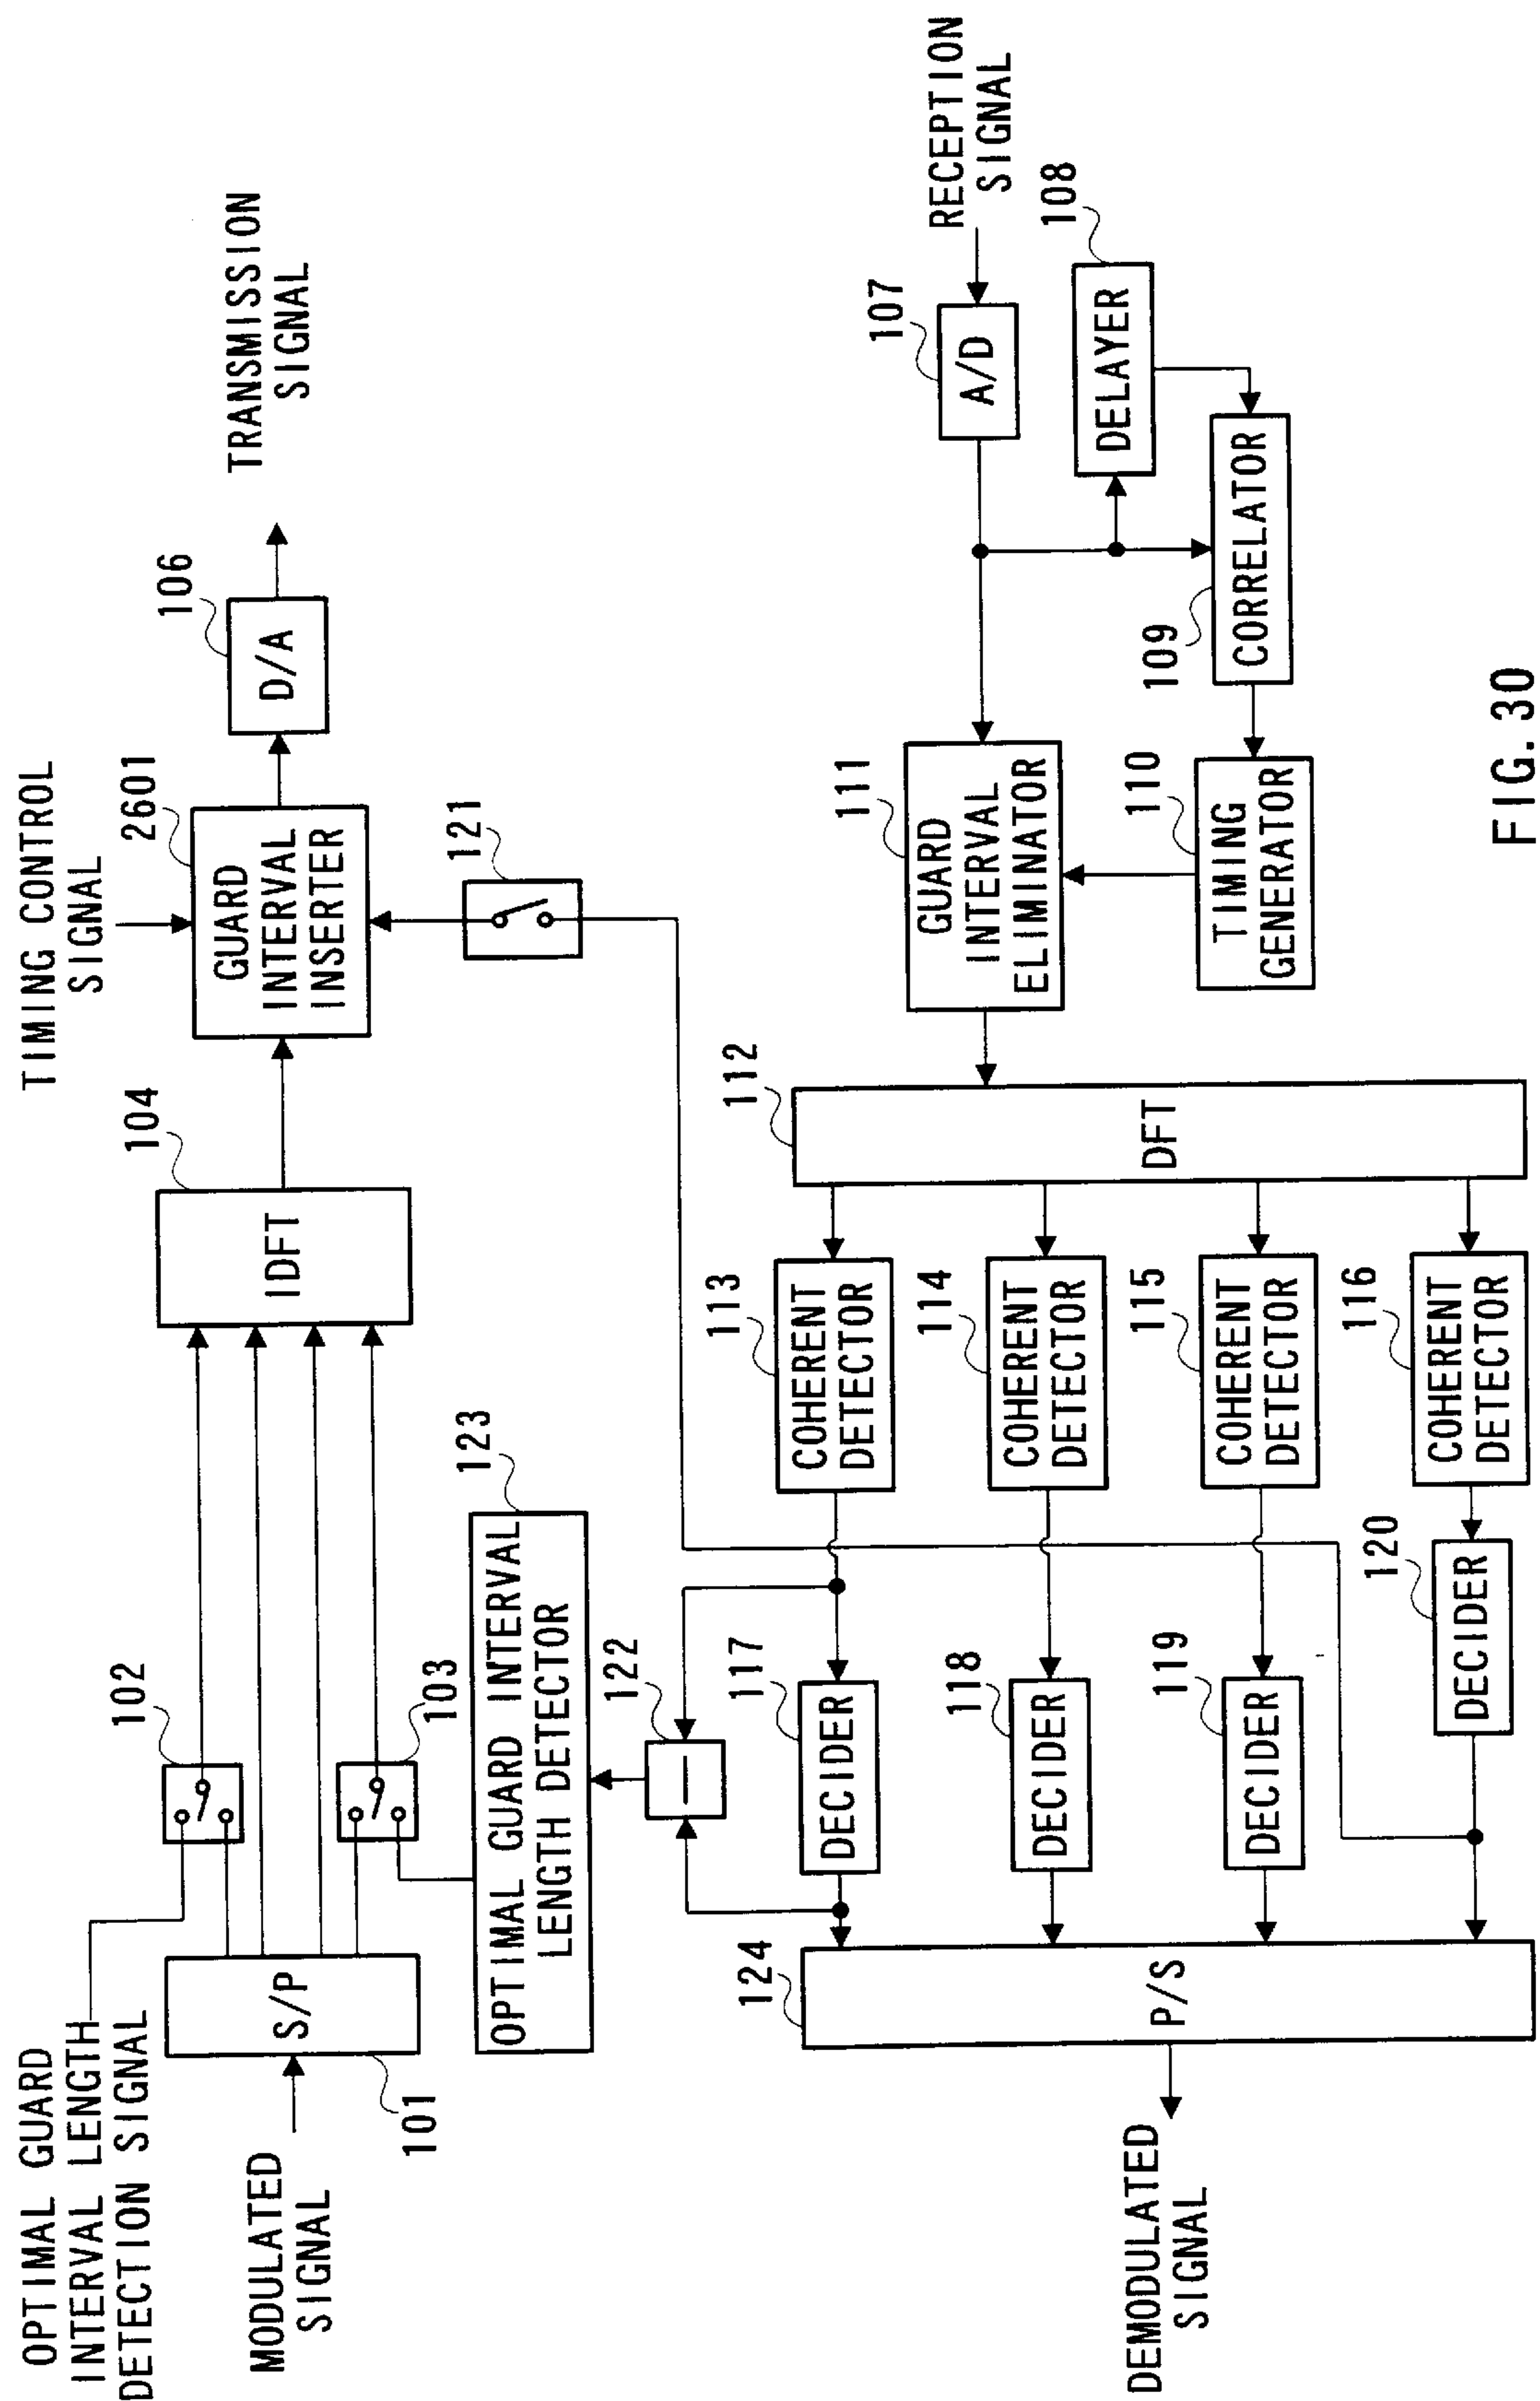 OPTIMAL GUARD
INTERVAL LENGTH
DETECTION SIGNAL
MODULATED
SIGNAL
101
S/P
102
103
104
IDFT
TIMING CONTROL
SIGNAL
2601
GUARD
INTERVAL
INSERTER
106
D/A
TRANSMISSION
SIGNAL
121
123
OPTIMAL GUARD INTERVAL
LENGTH DETECTOR
122
DEMODULATED
SIGNAL
124
P/S
117
DECIDER
118
DECIDER
119
DECIDER
120
DECIDER
113
COHERENT
DETECTOR
114
COHERENT
DETECTOR
115
COHERENT
DETECTOR
116
COHERENT
DETECTOR
112
DFT
111
GUARD
INTERVAL
ELIMINATOR
110
TIMING
GENERATOR
109
CORRELATOR
108
DELAYER
107
A/D
RECEPTION
SIGNAL
FIG. 30